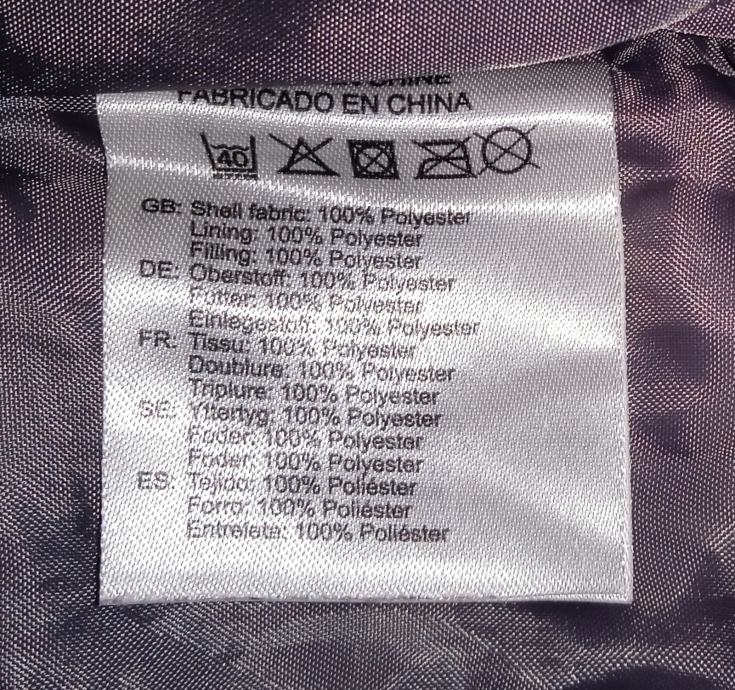 FABRICADO EN CHINA
40
GB: Shell fabric: 100% Polyester
Lining: 100% Polyester
Filling: 100% Polyester
DE: Oberstoff: 100% Polyester
Futter: 100% Polyester
Einlegestoff: 100% Polyester
FR: Tissu: 100% Polyester
Doublure: 100% Polyester
Triplure: 100% Polyester
SE: Yttertyg: 100% Polyester
Foder: 100% Polyester
Foder: 100% Polyester
ES: Tejido: 100% Poliéster
Forro: 100% Poliéster
Entretela: 100% Poliéster